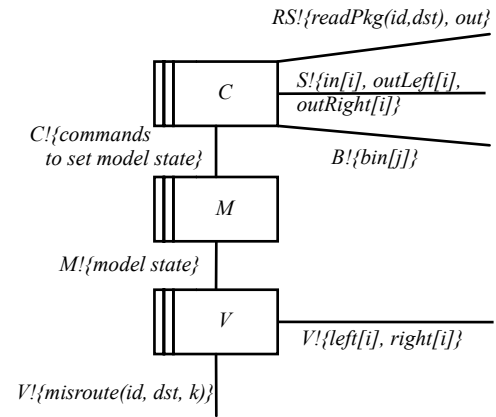 RS!{readPkg(id,dst), out}
C
S!{in[i], outLeft[i],
outRight[i]}
C!{commands
to set model state}
B!{bin[j]}
M
M!{model state}
V
V!{left[i], right[i]}
V!{misroute(id, dst, k)}